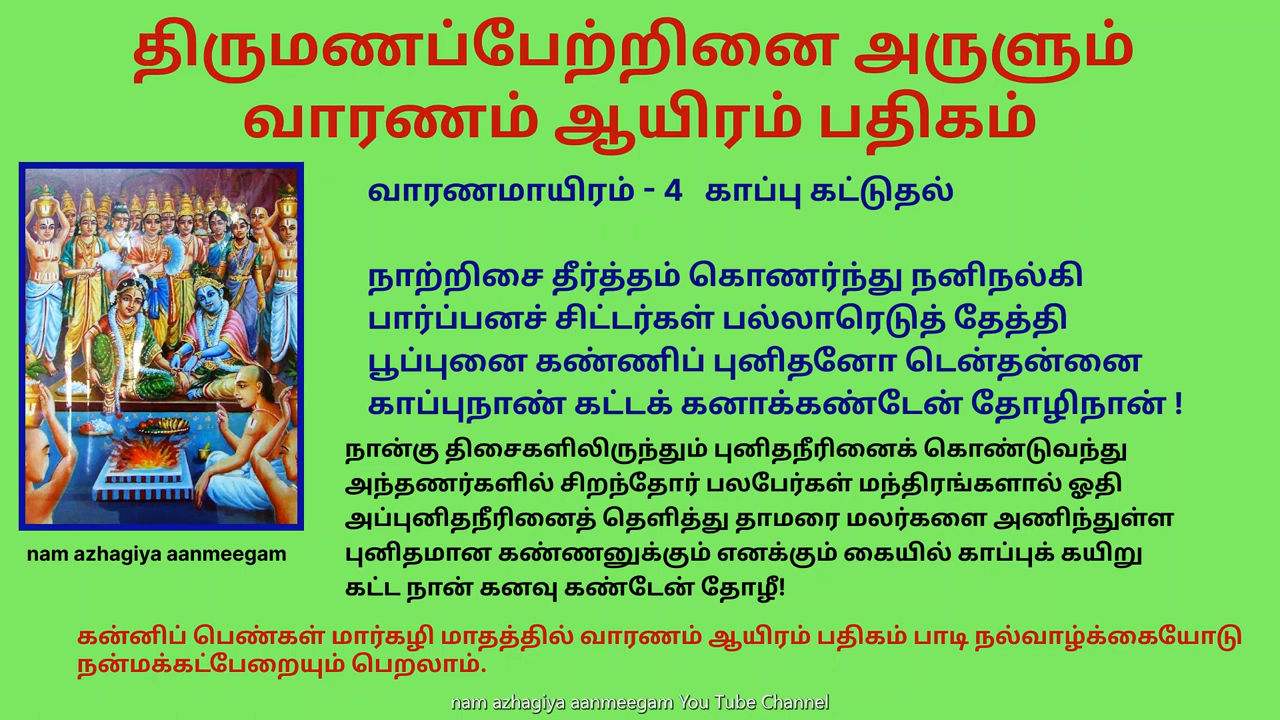 திருமணப்பேற்றினை அருளும்
வாரணம் ஆயிரம் பதிகம்
வாரணமாயிரம் - 4 காப்பு கட்டுதல்
நாற்றிசை தீர்த்தம் கொணர்ந்து நனிநல்கி
பார்ப்பனச் சிட்டர்கள் பல்லாரெடுத் தேத்தி
பூப்புனை கண்ணிப் புனிதனோ டென்தன்னை
காப்புநாண் கட்டக் கனாக்கண்டேன் தோழிநான் !
நான்கு திசைகளிலிருந்தும் புனிதநீரினைக் கொண்டுவந்து
அந்தணர்களில் சிறந்தோர் பலபேர்கள் மந்திரங்களால் ஓதி
அப்புனிதநீரினைத் தெளித்து தாமரை மலர்களை அணிந்துள்ள
புனிதமான கண்ணனுக்கும் எனக்கும் கையில் காப்புக் கயிறு
கட்ட நான் கனவு கண்டேன் தோழீ!
nam azhagiya aanmeegam
கன்னிப் பெண்கள் மார்கழி மாதத்தில் வாரணம் ஆயிரம் பதிகம் பாடி நல்வாழ்க்கையோடு
நன்மக்கட்பேறையும் பெறலாம்.
nam azhagiya aanmeegam You Tube Channel